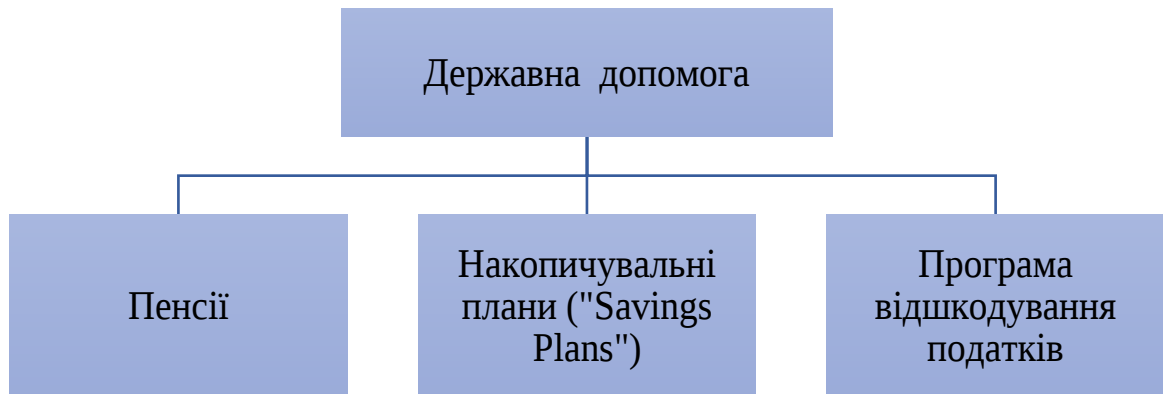 Державна допомога
Пенсії
Накопичувальні
плани ("Savings
Plans")
Програма
відшкодування
податків